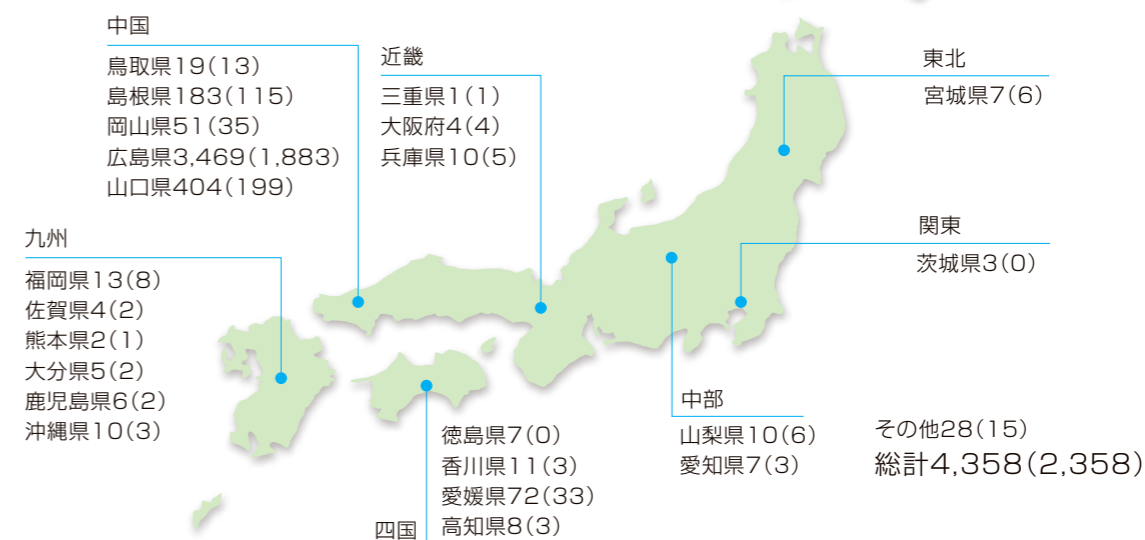 中国
鳥取県19(13)
島根県183(115)
岡山県51(35)
広島県3,469(1,883)
山口県404(199)
近畿
三重県1(1)
大阪府4(4)
兵庫県10(5)
東北
宮城県7(6)
関東
茨城県3(0)
九州
福岡県13(8)
佐賀県4(2)
熊本県2(1)
大分県5(2)
鹿児島県6(2)
沖縄県10(3)
四国
徳島県7(0)
香川県11(3)
愛媛県72(33)
高知県8(3)
中部
山梨県10(6)
愛知県7(3)
その他28(15)
総計4,358(2,358)